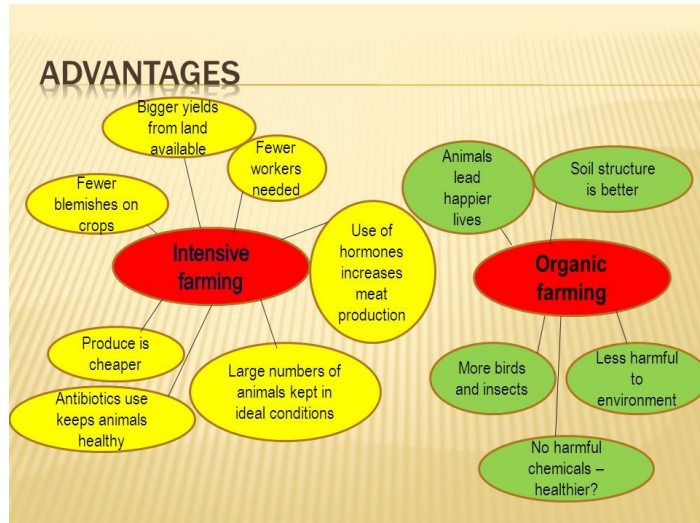 ADVANTAGES
Bigger yields
from land
available
Fewer
workers
needed
Fewer
blemishes on
crops
Intensive
farming
Use of
hormones
increases
meat
production
Produce is
cheaper
Antibiotics use
keeps animals
healthy
Large numbers of
animals kept in
ideal conditions
Animals
lead
happier
lives
Soil structure
is better
Organic
farming
More birds
and insects
Less harmful
to
environment
No harmful
chemicals –
healthier?